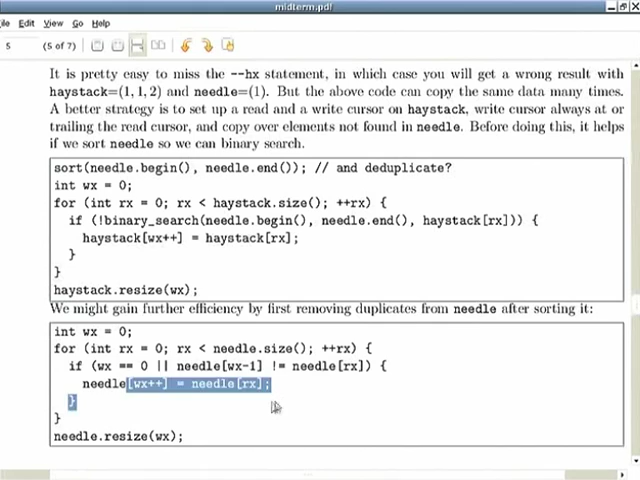 midterm.pdf
File Edit View Go Help
5 (5 of 7)
It is pretty easy to miss the --hx statement, in which case you will get a wrong result with
haystack=(1,1,2) and needle=(1). But the above code can copy the same data many times.
A better strategy is to set up a read and a write cursor on haystack, write cursor always at or
trailing the read cursor, and copy over elements not found in needle. Before doing this, it helps
if we sort needle so we can binary search.
sort(needle.begin(), needle.end()); // and deduplicate?
int wx = 0;
for (int rx = 0; rx < haystack.size(); ++rx) {
if (!binary_search(needle.begin(), needle.end(), haystack[rx])) {
haystack[wx++] = haystack[rx];
}
}
haystack.resize(wx);
We might gain further efficiency by first removing duplicates from needle after sorting it:
int wx = 0;
for (int rx = 0; rx < needle.size(); ++rx) {
if (wx == 0 || needle[wx-1] != needle[rx]) {
needle[wx++] = needle[rx];
}
}
needle.resize(wx);